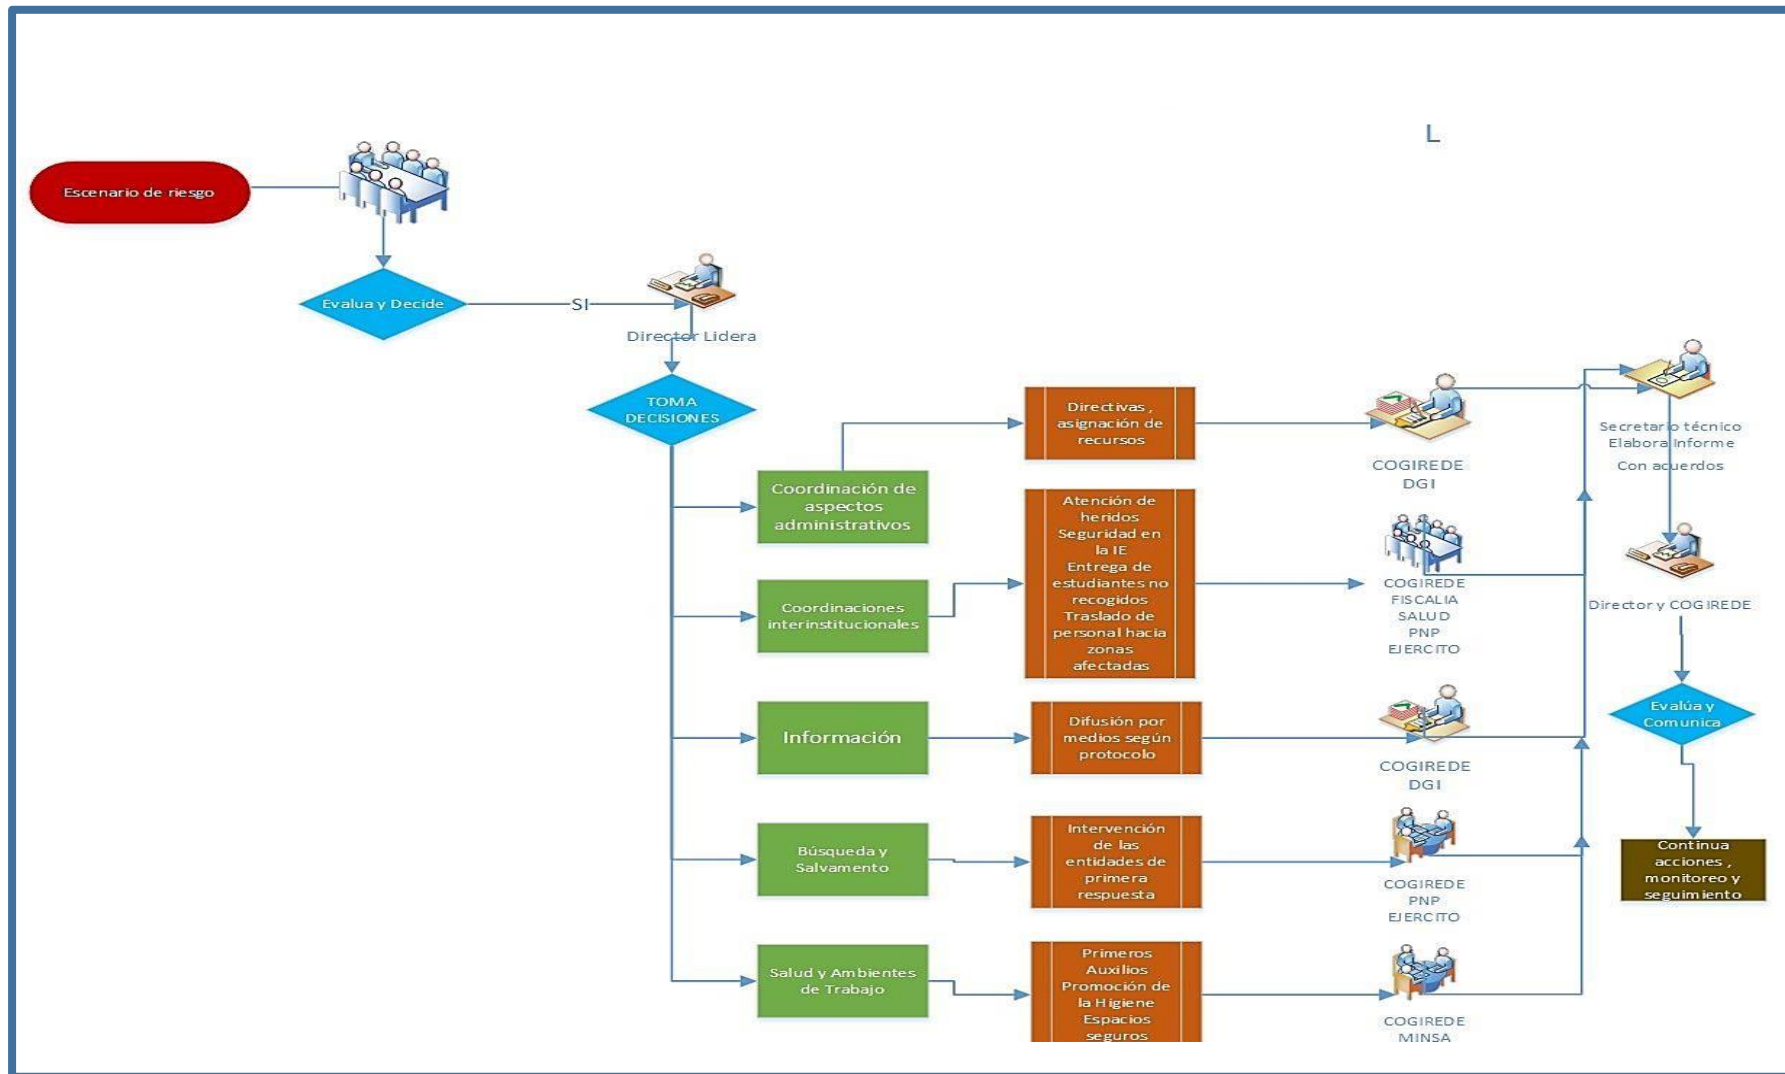 L
Escenario de riesgo
Evalua y Decide
SI
Director Lidera
TOMA
DECISIONES
Coordinación de
aspectos
administrativos
Directivas ,
asignación de
recursos
COGIREDE
DGI
Secretario técnico
Elabora Informe
Con acuerdos
Coordinaciones
interinstitucionales
Atención de
heridos
Seguridad en
la IE
Entrega de
estudiantes no
recogidos
Traslado de
personal hacia
zonas
afectadas
COGIREDE
FISCALIA
SALUD
PNP
EJERCITO
Director y COGIREDE
Información
Difusión por
medios según
protocolo
COGIREDE
DGI
Evalúa y
Comunica
Búsqueda y
Salvamento
Intervención
de las
entidades de
primera
respuesta
COGIREDE
PNP
EJERCITO
Continua
acciones ,
monitoreo y
seguimiento
Salud y Ambientes
de Trabajo
Primeros
Auxilios
Promoción de
la Higiene
Espacios
seguros
COGIREDE
MINSA